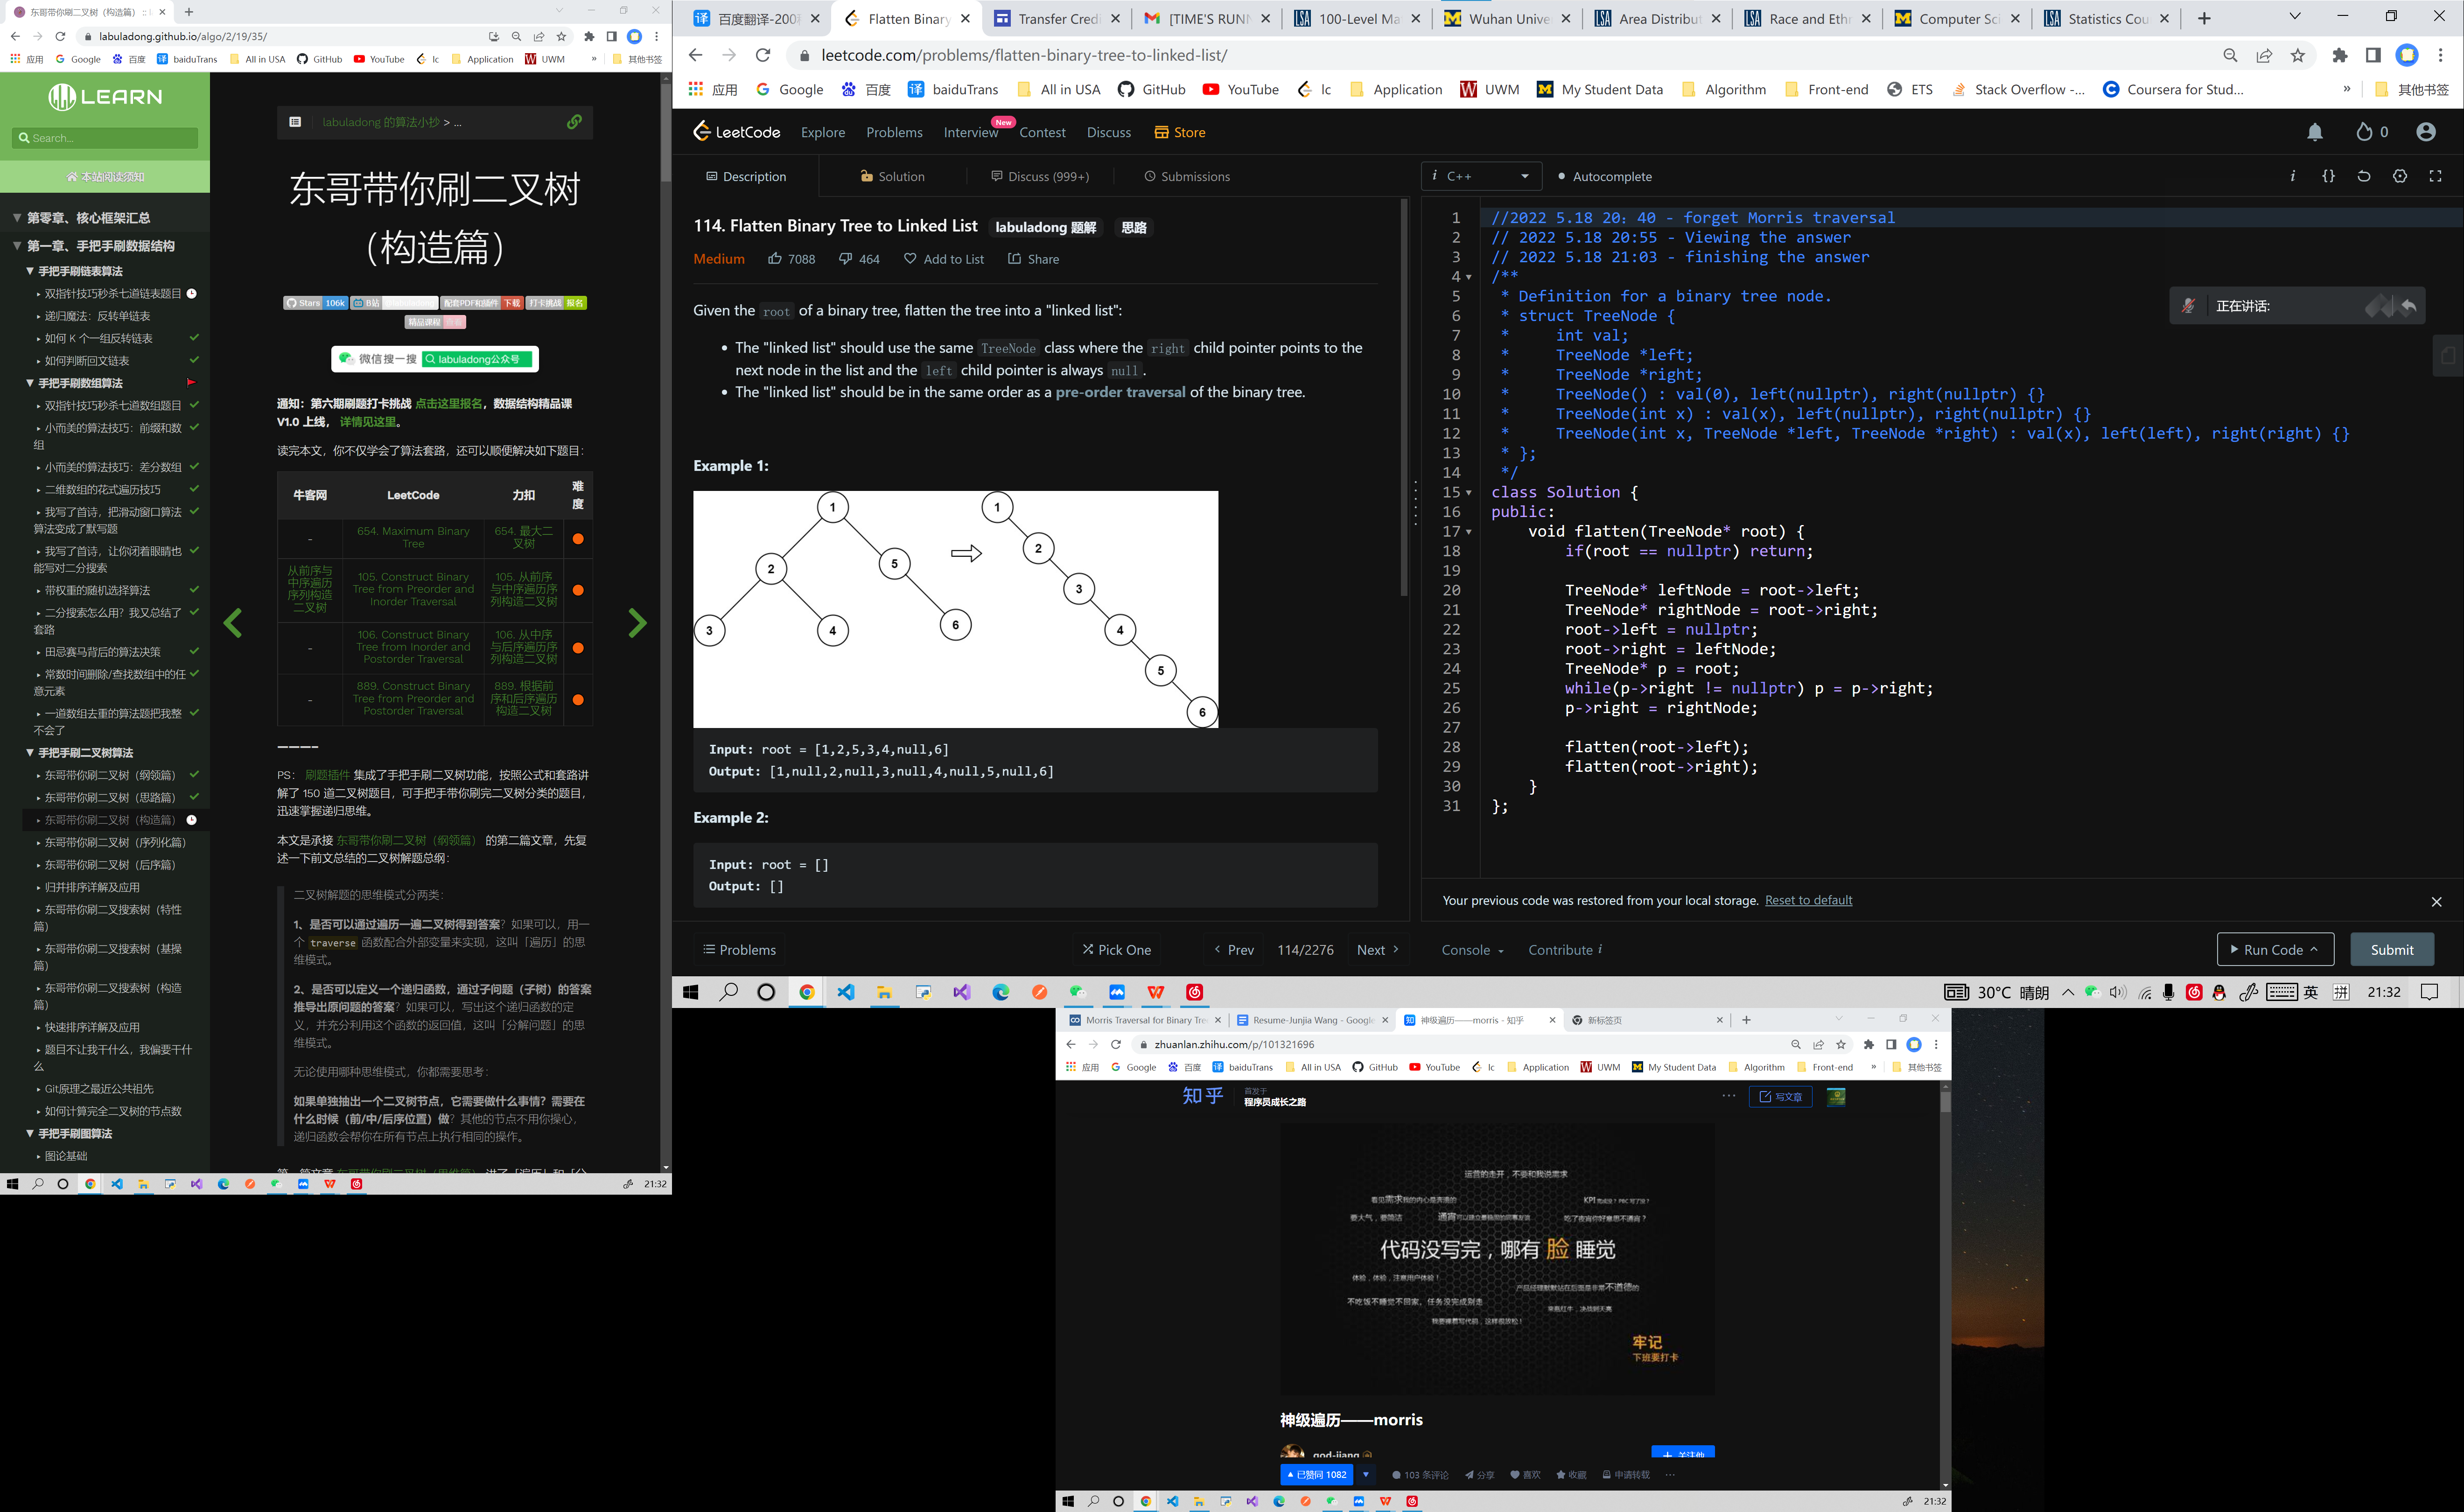 东哥带你刷二叉树（构造篇） ::
labuladong.github.io/algo/2/19/35/
应用 Google 百度 baiduTrans All in USA GitHub YouTube lc Application UWM » 其他书签
LEARN
Search...
本站阅读须知
第零章、核心框架汇总
第一章、手把手刷数据结构
手把手刷链表算法
双指针技巧秒杀七道链表题目
递归魔法：反转单链表
如何 K 个一组反转链表
如何判断回文链表
手把手刷数组算法
双指针技巧秒杀七道数组题目
小而美的算法技巧：前缀和数
组
小而美的算法技巧：差分数组
二维数组的花式遍历技巧
我写了首诗，把滑动窗口算法
算法变成了默写题
我写了首诗，让你闭着眼睛也
能写对二分搜索
带权重的随机选择算法
二分搜索怎么用？我又总结了
套路
田忌赛马背后的算法决策
常数时间删除/查找数组中的任
意元素
一道数组去重的算法题把我整
不会了
手把手刷二叉树算法
东哥带你刷二叉树（纲领篇）
东哥带你刷二叉树（思路篇）
东哥带你刷二叉树（构造篇）
东哥带你刷二叉树（序列化篇）
东哥带你刷二叉树（后序篇）
归并排序详解及应用
东哥带你刷二叉搜索树（特性
篇）
东哥带你刷二叉搜索树（基操
篇）
东哥带你刷二叉搜索树（构造
篇）
快速排序详解及应用
题目不让我干什么，我偏要干什
么
Git原理之最近公共祖先
如何计算完全二叉树的节点数
手把手刷图算法
图论基础
labuladong 的算法小抄 > ...
东哥带你刷二叉树
（构造篇）
Stars 106k B站 配套PDF和插件 下载 打卡挑战 报名
精品课程
微信搜一搜 labuladong公众号
通知：第六期刷题打卡挑战 点击这里报名，数据结构精品课
V1.0 上线， 详情见这里。
读完本文，你不仅学会了算法套路，还可以顺便解决如下题目：
牛客网 LeetCode 力扣 难度
- 654. Maximum Binary Tree 654. 最大二叉树
从前序与中序遍历序列构造二叉树 105. Construct Binary Tree from Preorder and Inorder Traversal 105. 从前序与中序遍历序列构造二叉树
- 106. Construct Binary Tree from Inorder and Postorder Traversal 106. 从中序与后序遍历序列构造二叉树
- 889. Construct Binary Tree from Preorder and Postorder Traversal 889. 根据前序和后序遍历构造二叉树
————
PS： 刷题插件 集成了手把手刷二叉树功能，按照公式和套路讲
解了 150 道二叉树题目，可手把手带你刷完二叉树分类的题目，
迅速掌握递归思维。
本文是承接 东哥带你刷二叉树（纲领篇） 的第二篇文章，先复
述一下前文总结的二叉树解题总纲：
二叉树解题的思维模式分两类：
1、是否可以通过遍历一遍二叉树得到答案？如果可以，用一
个 traverse 函数配合外部变量来实现，这叫「遍历」的思
维模式。
2、是否可以定义一个递归函数，通过子问题（子树）的答案
推导出原问题的答案？如果可以，写出这个递归函数的定
义，并充分利用这个函数的返回值，这叫「分解问题」的思
维模式。
无论使用哪种思维模式，你都需要思考：
如果单独抽出一个二叉树节点，它需要做什么事情？需要在
什么时候（前/中/后序位置）做？其他的节点不用你操心，
递归函数会帮你在所有节点上执行相同的操作。
21:32
百度翻译-200 Flatten Binary Transfer Cred [TIME'S RUNN 100-Level Ma Wuhan Unive Area Distribut Race and Eth Computer Sci Statistics Cou
leetcode.com/problems/flatten-binary-tree-to-linked-list/
应用 Google 百度 baiduTrans All in USA GitHub YouTube lc Application UWM My Student Data Algorithm Front-end ETS Stack Overflow -... Coursera for Stud... » 其他书签
LeetCode Explore Problems Interview New Contest Discuss Store 0
Description Solution Discuss (999+) Submissions
114. Flatten Binary Tree to Linked List labuladong 题解 思路
Medium 7088 464 Add to List Share
Given the root of a binary tree, flatten the tree into a "linked list":
• The "linked list" should use the same TreeNode class where the right child pointer points to the
next node in the list and the left child pointer is always null.
• The "linked list" should be in the same order as a pre-order traversal of the binary tree.
Example 1:
1 2 5 3 4 6
1 2 3 4 5 6
Input: root = [1,2,5,3,4,null,6]
Output: [1,null,2,null,3,null,4,null,5,null,6]
Example 2:
Input: root = []
Output: []
Problems Pick One Prev 114/2276 Next
i C++ Autocomplete
1 //2022 5.18 20：40 - forget Morris traversal
2 // 2022 5.18 20:55 - Viewing the answer
3 // 2022 5.18 21:03 - finishing the answer
4 /**
5 * Definition for a binary tree node.
6 * struct TreeNode {
7 * int val;
8 * TreeNode *left;
9 * TreeNode *right;
10 * TreeNode() : val(0), left(nullptr), right(nullptr) {}
11 * TreeNode(int x) : val(x), left(nullptr), right(nullptr) {}
12 * TreeNode(int x, TreeNode *left, TreeNode *right) : val(x), left(left), right(right) {}
13 * };
14 */
15 class Solution {
16 public:
17 void flatten(TreeNode* root) {
18 if(root == nullptr) return;
19
20 TreeNode* leftNode = root->left;
21 TreeNode* rightNode = root->right;
22 root->left = nullptr;
23 root->right = leftNode;
24 TreeNode* p = root;
25 while(p->right != nullptr) p = p->right;
26 p->right = rightNode;
27
28 flatten(root->left);
29 flatten(root->right);
30 }
31 };
正在讲话:
Your previous code was restored from your local storage. Reset to default
Console Contribute i Run Code Submit
30°C 晴朗 英 拼 21:32
Morris Traversal for Binary Tre Resume-Junjia Wang - Google 神级遍历——morris - 知乎 新标签页
zhuanlan.zhihu.com/p/101321696
应用 Google 百度 baiduTrans All in USA GitHub YouTube lc Application UWM My Student Data Algorithm Front-end » 其他书签
知乎 首发于
程序员成长之路 写文章
运营的走开，不要和我说需求
看见需求我的内心是崩溃的
代码没写完，哪有 脸 睡觉
体验，体验，注意用户体验！
不吃饭不睡觉不回家，任务没完成别走
牢记
下班要打卡
神级遍历——morris
god-jiang 关注他
已赞同 1082 103 条评论 分享 喜欢 收藏 申请转载
21:32